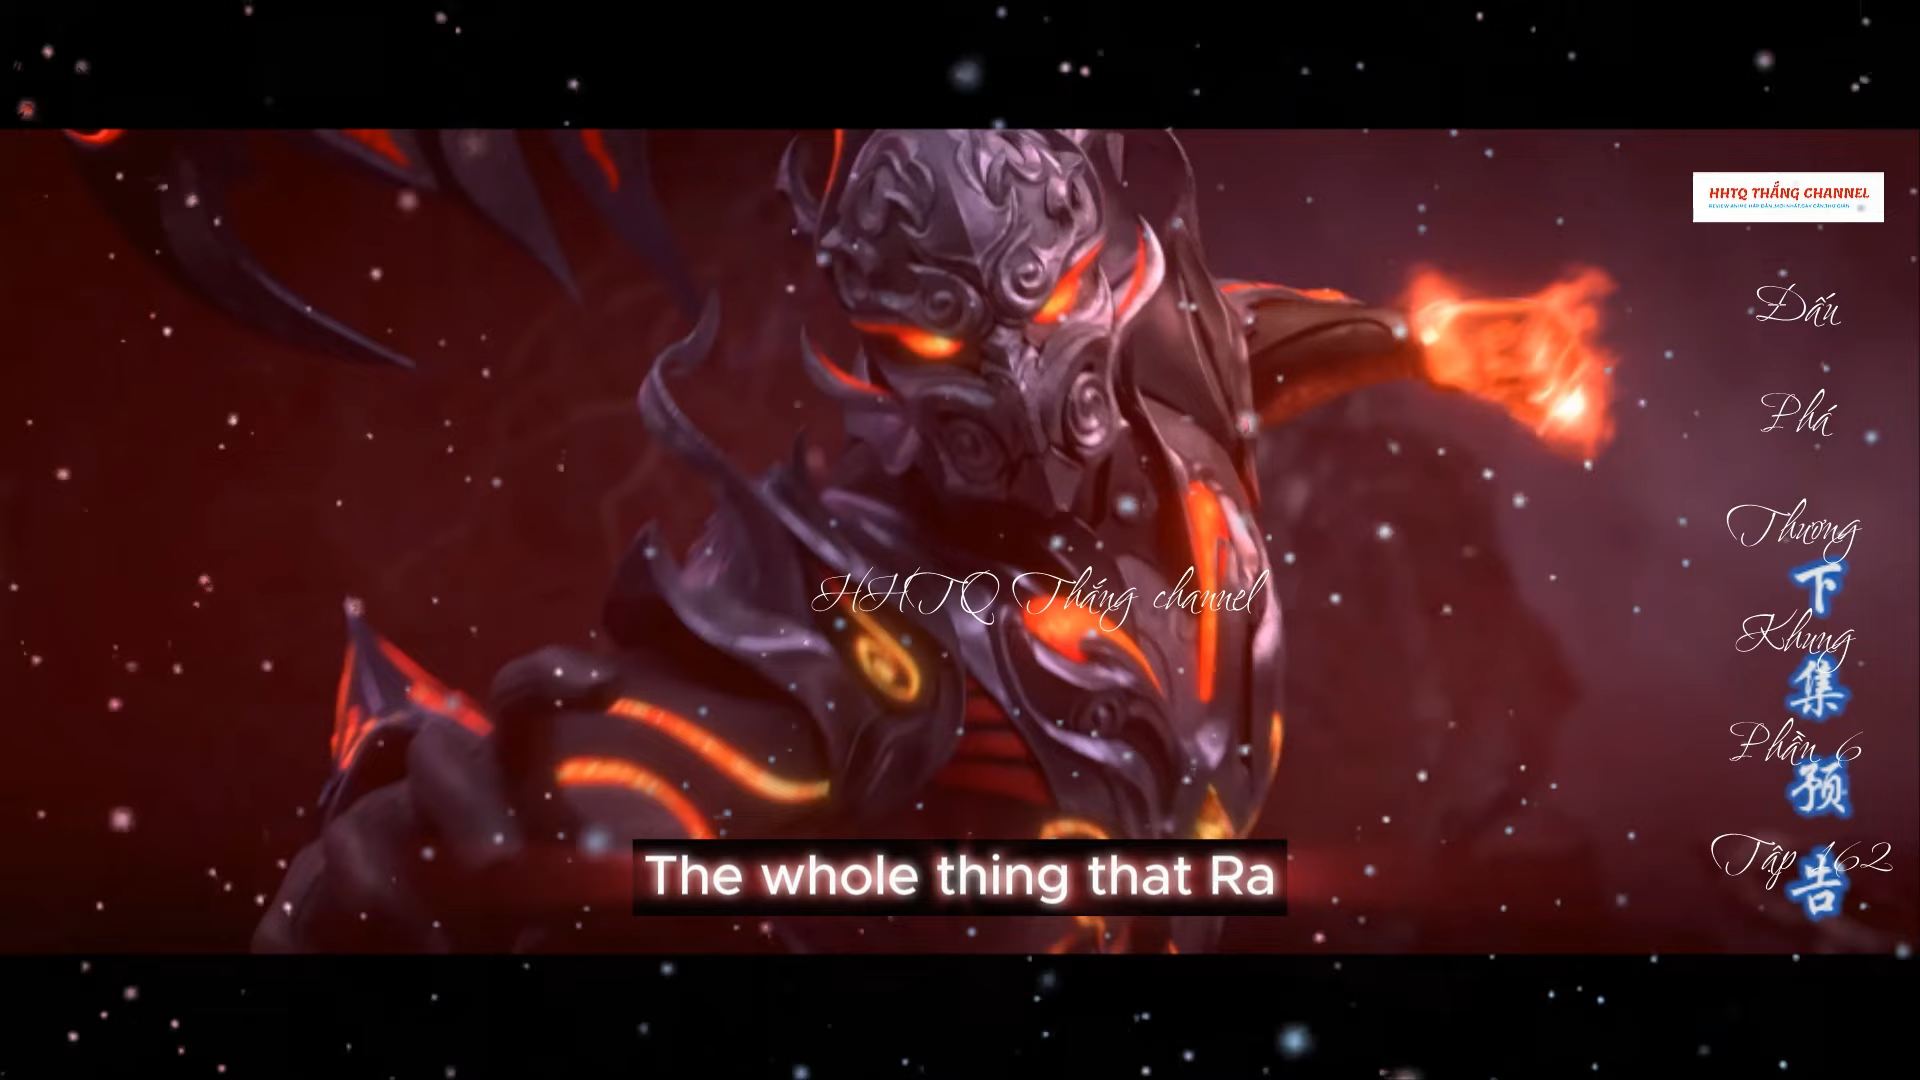 HHTQ THẮNG CHANNEL
Đấu
Phá
Thương
Khung
Phần 6
Tập 162
下集预告
HHTQ Thắng channel
The whole thing that Ra